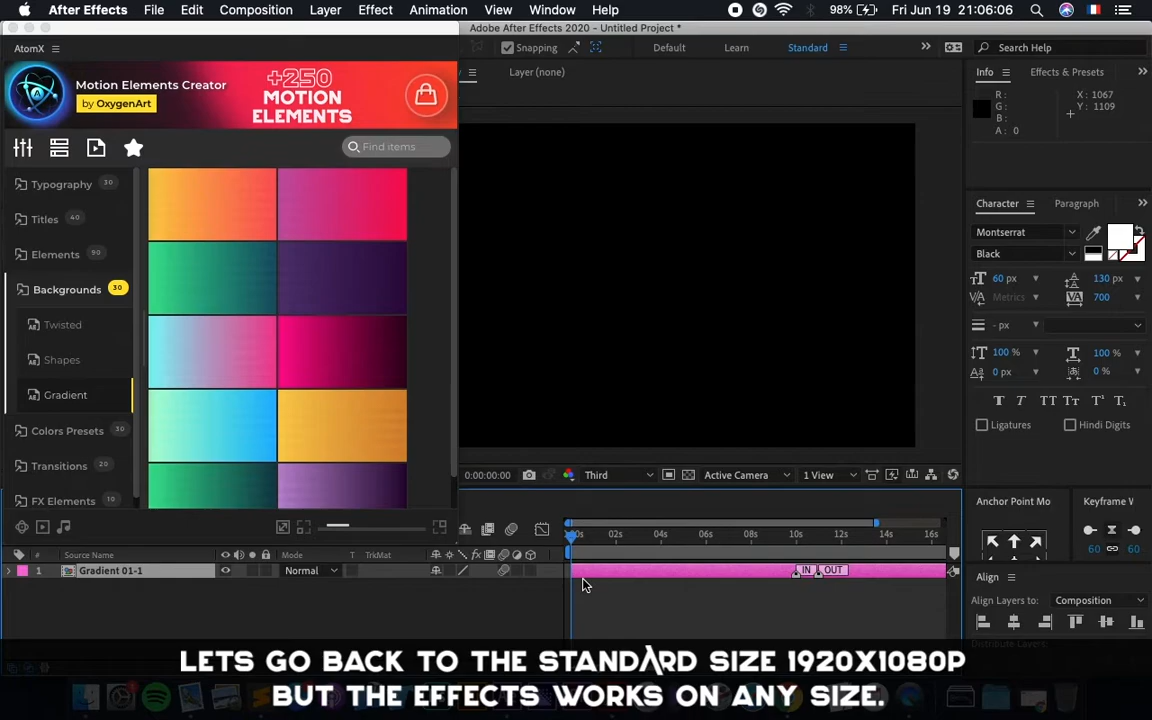 After Effects File Edit Composition Layer Effect Animation View Window Help 98% Fri Jun 19 21:06:06
Adobe After Effects 2020 - Untitled Project *
AtomX
Snapping Default Learn Standard Search Help
Layer (none)
Info Effects & Presets
Motion Elements Creator
by OxygenArt
+250
MOTION
ELEMENTS
R:
G:
B:
A: 0
X: 1067
Y: 1109
Find items
Typography 30
Titles 40
Elements 90
Backgrounds 30
Twisted
Shapes
Gradient
Colors Presets 30
Transitions 20
FX Elements 10
Character Paragraph
Montserrat
Black
60 px 130 px
Metrics 700
- px
100 % 100 %
0 px 0 %
Ligatures Hindi Digits
0:00:00:00 Third Active Camera 1 View
Anchor Point Mo Keyframe V
02s 04s 06s 08s 10s 12s 14s 16s
60 60
# Source Name Mode T TrkMat
1 Gradient 01-1 Normal IN OUT
Align
Align Layers to: Composition
Distribute Layers:
LETS GO BACK TO THE STANDARD SIZE 1920X1080P
BUT THE EFFECTS WORKS ON ANY SIZE.